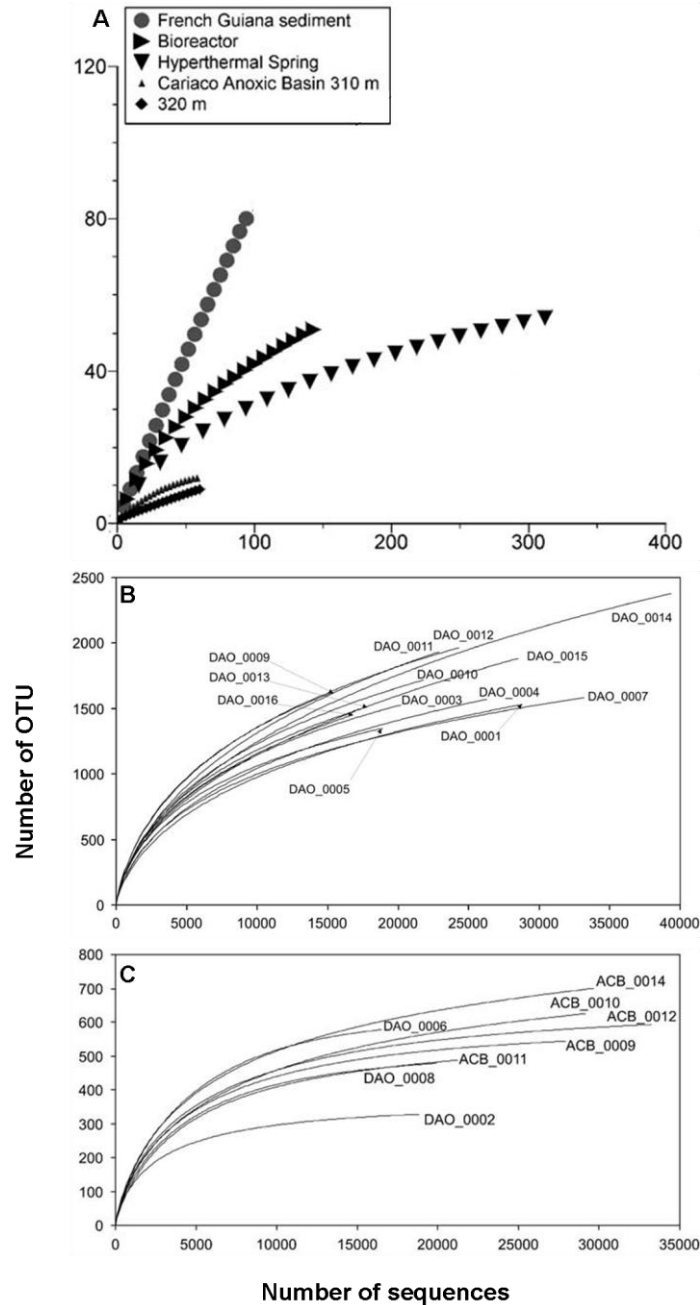 A
French Guiana sediment
Bioreactor
Hyperthermal Spring
Cariaco Anoxic Basin 310 m
320 m
120
80
40
0
0 100 200 300 400
B
2500
2000
1500
1000
500
0
DAO_0009
DAO_0013
DAO_0016
DAO_0011
DAO_0012
DAO_0014
DAO_0010
DAO_0015
DAO_0003
DAO_0004
DAO_0007
DAO_0001
DAO_0005
0 5000 10000 15000 20000 25000 30000 35000 40000
Number of OTU
C
800
700
600
500
400
300
200
100
0
ACB_0014
ACB_0010
ACB_0012
DAO_0006
ACB_0009
ACB_0011
DAO_0008
DAO_0002
0 5000 10000 15000 20000 25000 30000 35000
Number of sequences